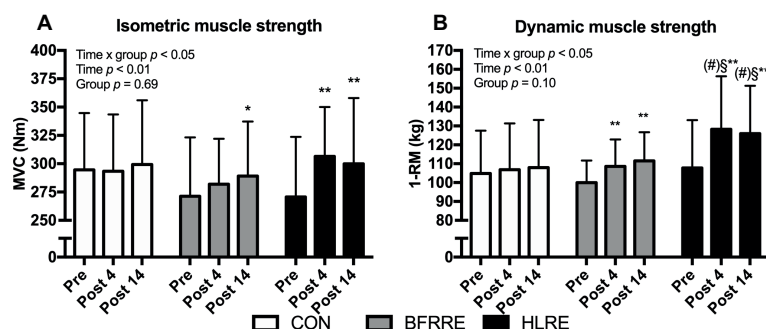 A Isometric muscle strength
Time x group p < 0.05
Time p < 0.01
Group p = 0.69
MVC (Nm)
400
375
350
325
300
275
250
0
*
**
**
Pre Post 4 Post 14 Pre Post 4 Post 14 Pre Post 4 Post 14
B Dynamic muscle strength
Time x group p < 0.05
Time p < 0.01
Group p = 0.10
1-RM (kg)
170
160
150
140
130
120
110
100
90
80
0
**
**
(#)§**
(#)§**
Pre Post 4 Post 14 Pre Post 4 Post 14 Pre Post 4 Post 14
CON BFRRE HLRE